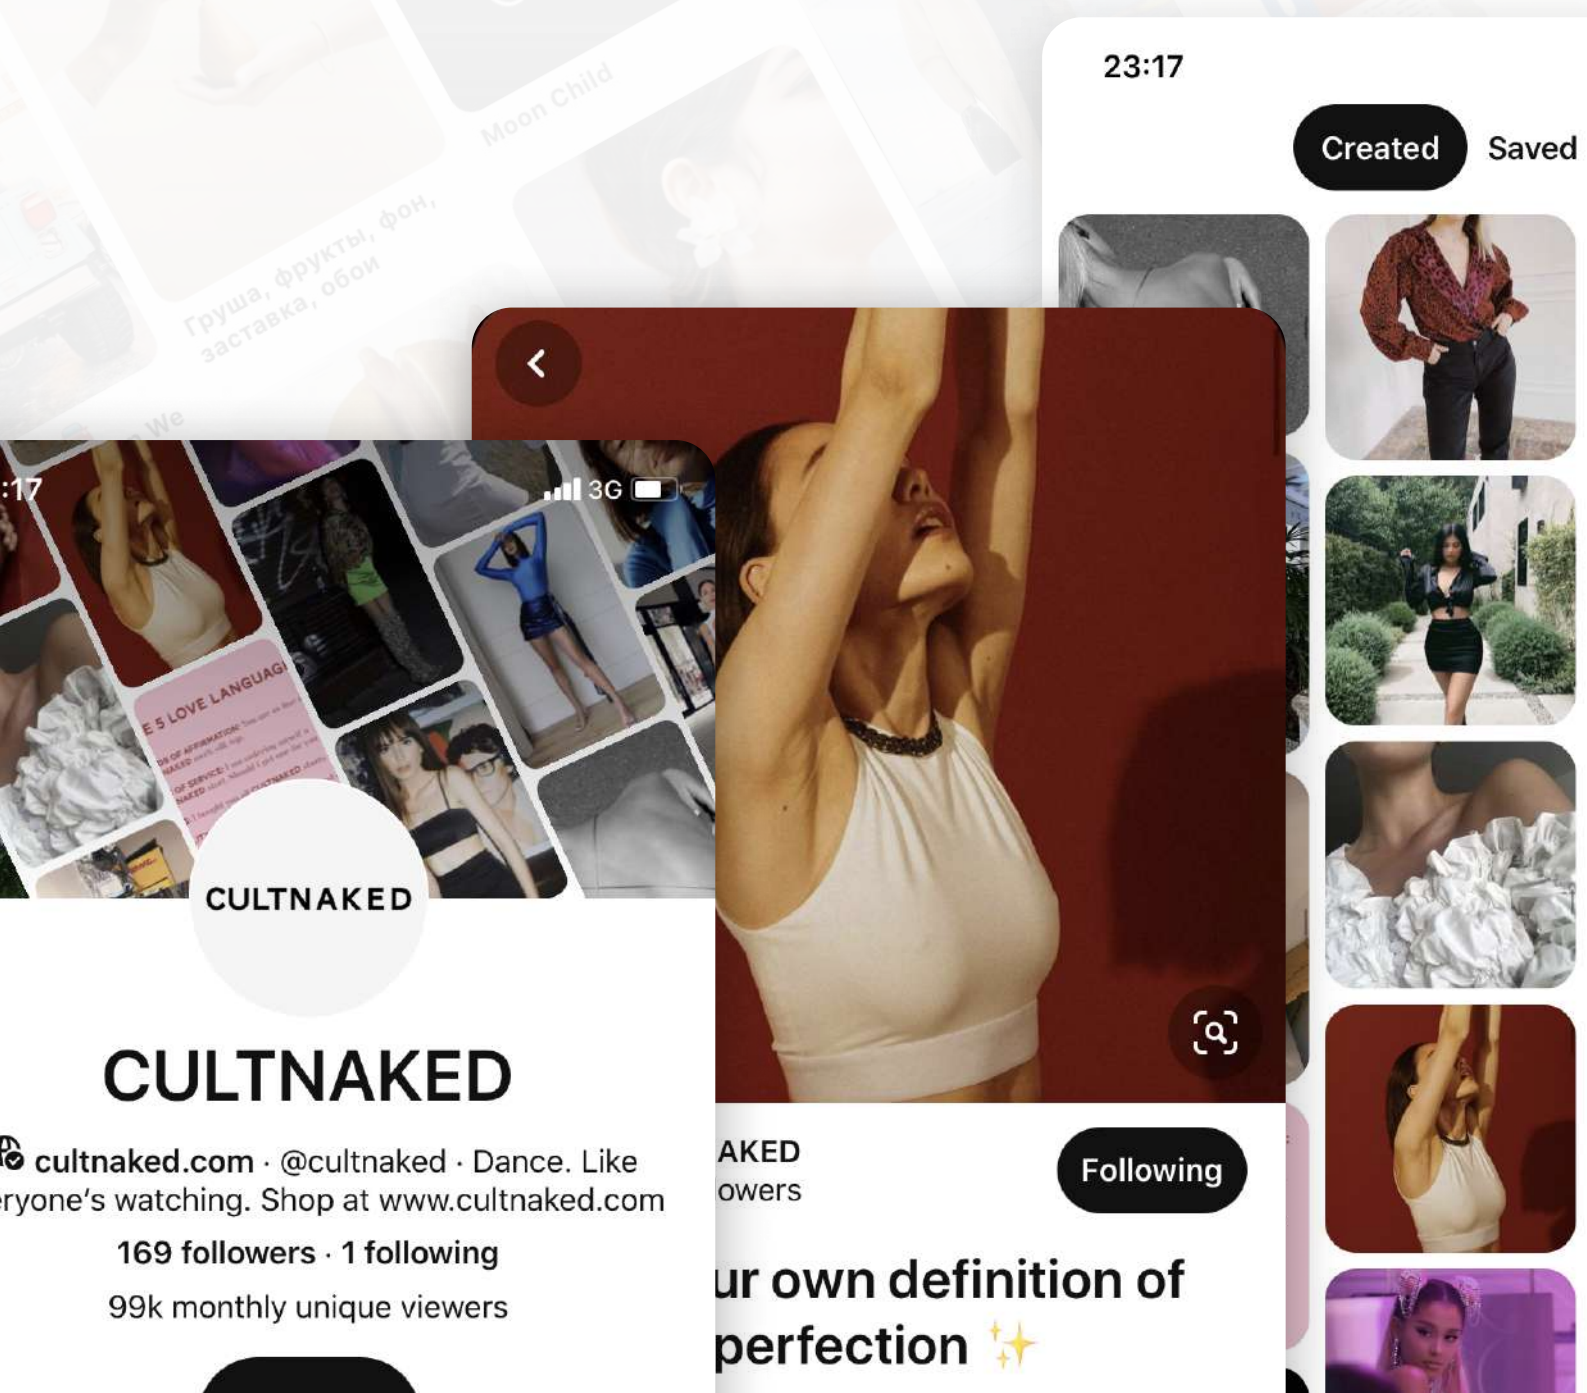 Moon Child
Груша, фрукты, фон,
заставка, обои
We
23:17
Created
Saved
:17
3G
E 5 LOVE LANGUAG
CULTNAKED
CULTNAKED
cultnaked.com · @cultnaked · Dance. Like
ryone's watching. Shop at www.cultnaked.com
169 followers · 1 following
99k monthly unique viewers
AKED
owers
Following
ur own definition of
perfection ✨